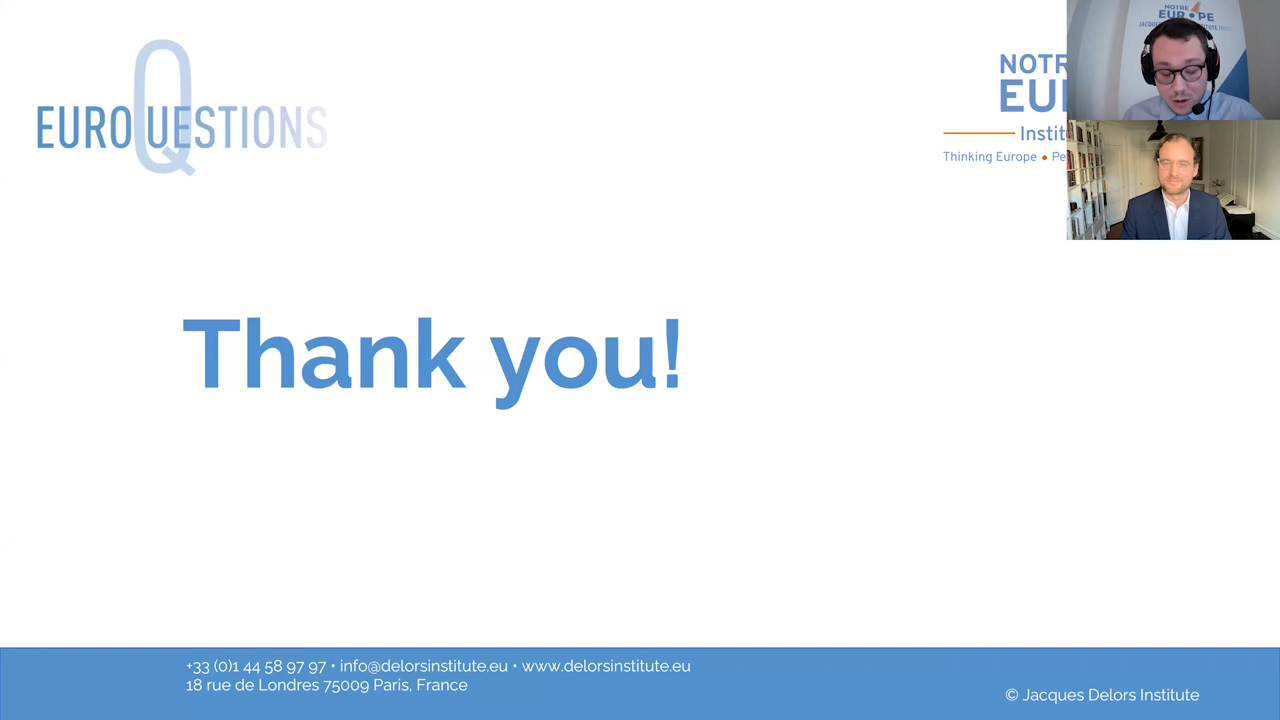 EUROQUESTIONS
NOTRE
EUROPE
NOTR
EU
Instit
Thinking Europe • Pe
Thank you!
+33 (0)1 44 58 97 97 • info@delorsinstitute.eu • www.delorsinstitute.eu
18 rue de Londres 75009 Paris, France
© Jacques Delors Institute